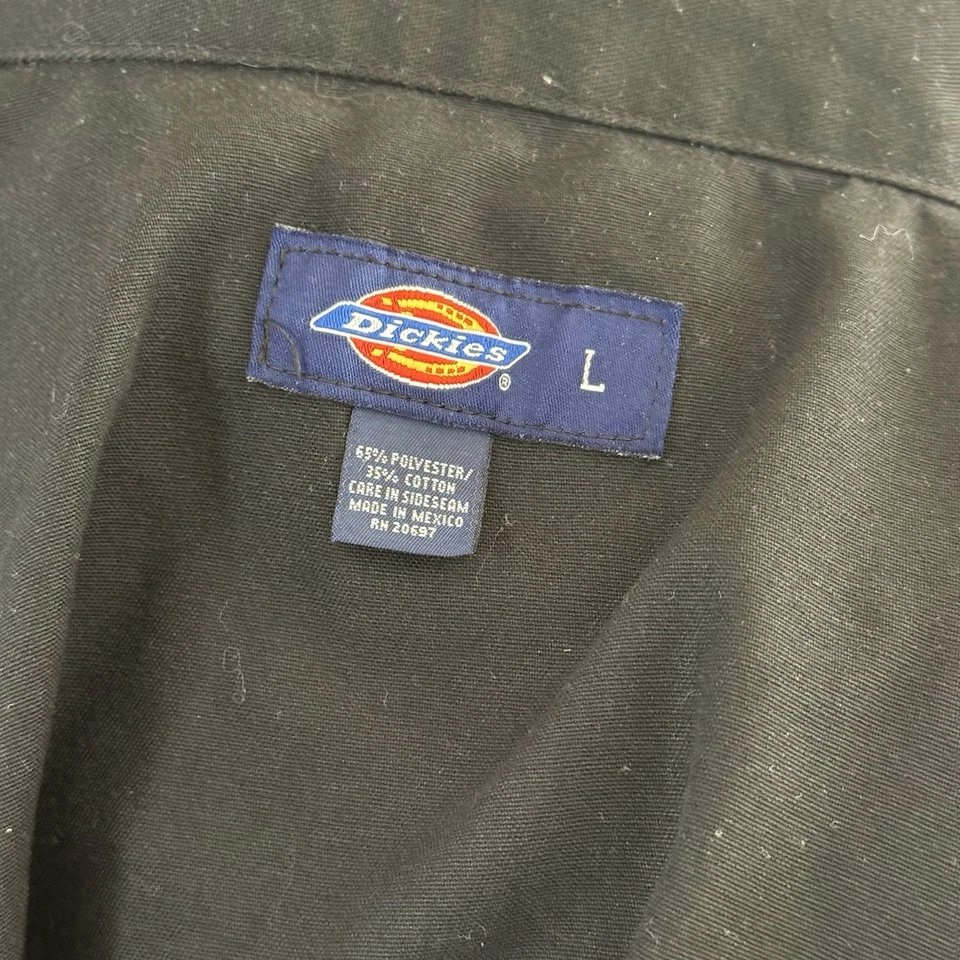 Dickies
®
L
65% POLYESTER/
35% COTTON
CARE IN SIDESEAM
MADE IN MEXICO
RN 20697